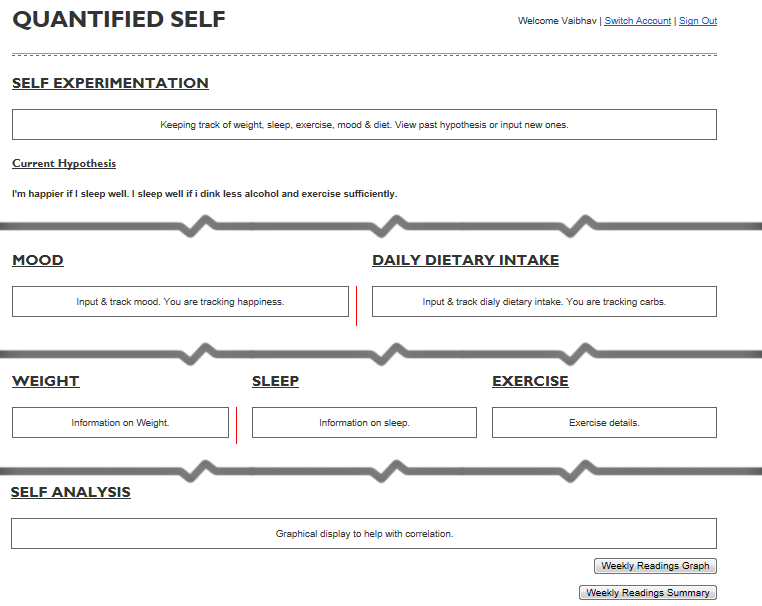 QUANTIFIED SELF
Welcome Vaibhav | Switch Account | Sign Out
SELF EXPERIMENTATION
Keeping track of weight, sleep, exercise, mood & diet. View past hypothesis or input new ones.
Current Hypothesis
I'm happier if I sleep well. I sleep well if i dink less alcohol and exercise sufficiently.
MOOD
DAILY DIETARY INTAKE
Input & track mood. You are tracking happiness.
Input & track dialy dietary intake. You are tracking carbs.
WEIGHT
SLEEP
EXERCISE
Information on Weight.
Information on sleep.
Exercise details.
SELF ANALYSIS
Graphical display to help with correlation.
Weekly Readings Graph
Weekly Readings Summary